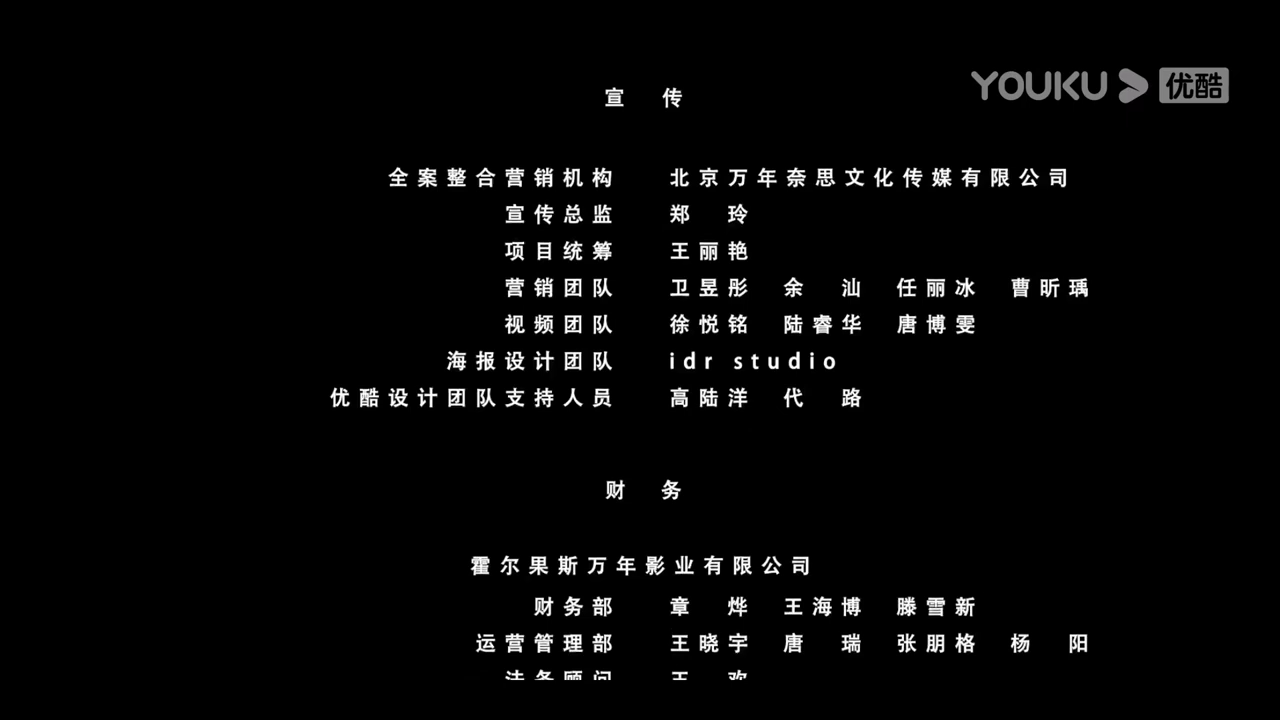 YOUKU 优酷
宣 传
全案整合营销机构 北京万年奈思文化传媒有限公司
宣传总监 郑 玲
项目统筹 王丽艳
营销团队 卫昱彤 余 汕 任丽冰 曹昕瑀
视频团队 徐悦铭 陆睿华 唐博雯
海报设计团队 idr studio
优酷设计团队支持人员 高陆洋 代 路
财 务
霍尔果斯万年影业有限公司
财务部 章 烨 王海博 滕雪新
运营管理部 王晓宇 唐 瑞 张朋格 杨 阳
法务顾问 王 欢